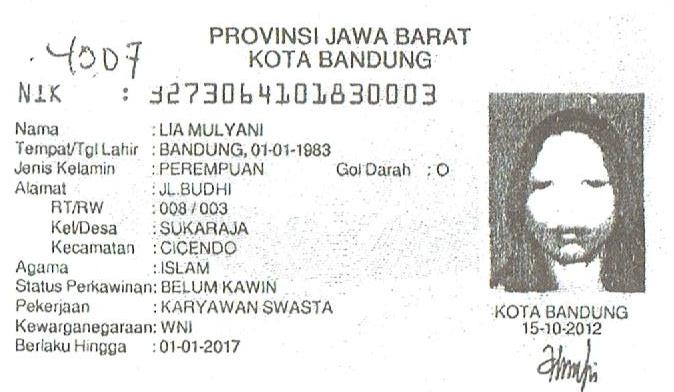 PROVINSI JAWA BARAT
KOTA BANDUNG
4007
NIK : 3273064101830003
Nama : LIA MULYANI
Tempat/Tgl Lahir : BANDUNG, 01-01-1983
Jenis Kelamin : PEREMPUAN Gol Darah : O
Alamat : JL.BUDHI
RT/RW : 008 / 003
Kel/Desa : SUKARAJA
Kecamatan : CICENDO
Agama : ISLAM
Status Perkawinan: BELUM KAWIN
Pekerjaan : KARYAWAN SWASTA
Kewarganegaraan: WNI
Berlaku Hingga : 01-01-2017
KOTA BANDUNG
15-10-2012